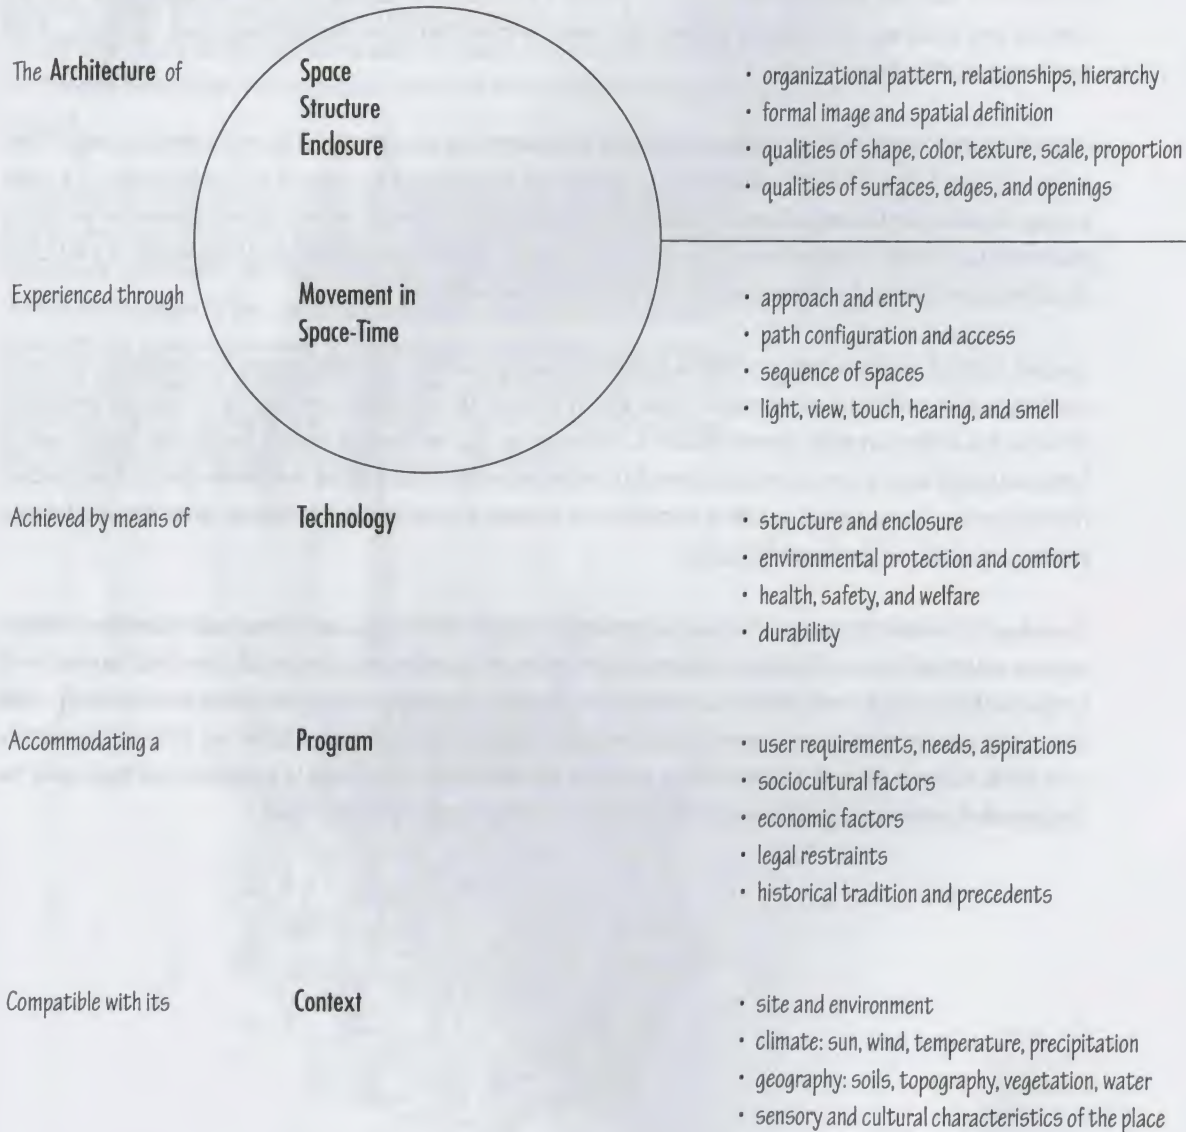 The Architecture of
Space
Structure
Enclosure
• organizational pattern, relationships, hierarchy
• formal image and spatial definition
• qualities of shape, color, texture, scale, proportion
• qualities of surfaces, edges, and openings
Experienced through
Movement in
Space-Time
• approach and entry
• path configuration and access
• sequence of spaces
• light, view, touch, hearing, and smell
Achieved by means of
Technology
• structure and enclosure
• environmental protection and comfort
• health, safety, and welfare
• durability
Accommodating a
Program
• user requirements, needs, aspirations
• sociocultural factors
• economic factors
• legal restraints
• historical tradition and precedents
Compatible with its
Context
• site and environment
• climate: sun, wind, temperature, precipitation
• geography: soils, topography, vegetation, water
• sensory and cultural characteristics of the place